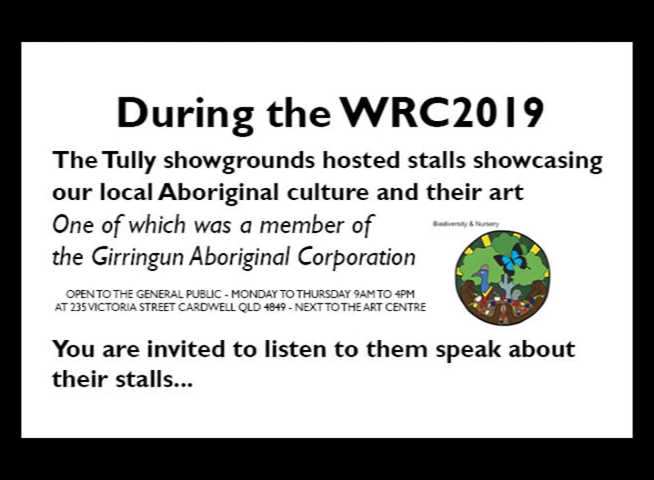 During the WRC2019
The Tully showgrounds hosted stalls showcasing
our local Aboriginal culture and their art
One of which was a member of
the Girringun Aboriginal Corporation
Biodiversity & Nursery
OPEN TO THE GENERAL PUBLIC - MONDAY TO THURSDAY 9AM TO 4PM
AT 235 VICTORIA STREET CARDWELL QLD 4849 - NEXT TO THE ART CENTRE
You are invited to listen to them speak about
their stalls...